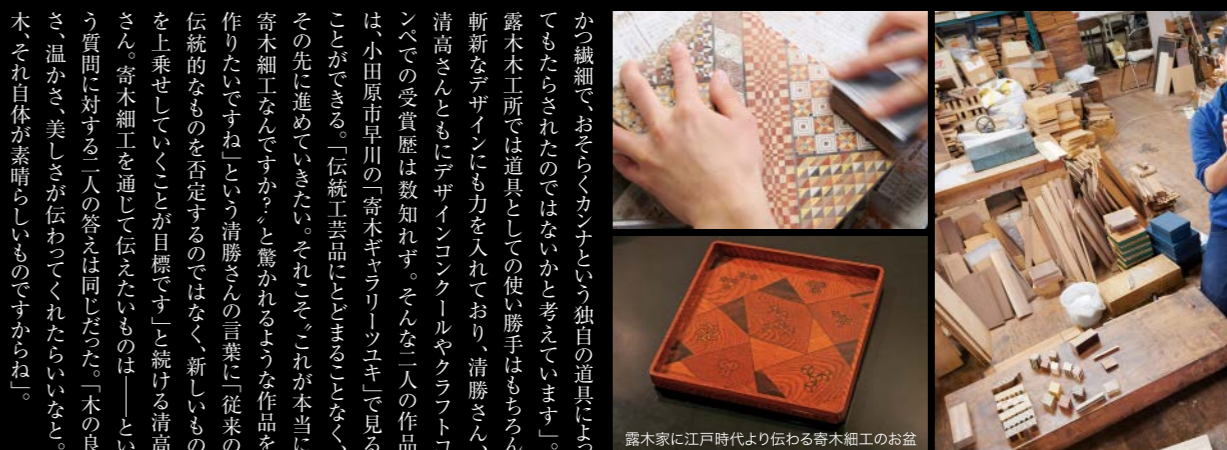 かつ繊細で、おそらくカンナという独自の道具によっ
てもたらされたのではないかと考えています」。
露木木工所では道具としての使い勝手はもちろん
斬新なデザインにも力を入れており、清勝さん、
清高さんともにデザインコンクールやクラフトコ
ンペでの受賞歴は数知れず。そんな二人の作品
は、小田原市早川の「寄木ギャラリーツユキ」で見る
ことができる。「伝統工芸品にとどまることなく、
その先に進めていきたい。それこそ〝これが本当に
寄木細工なんですか?〟と驚かれるような作品を
作りたいですね」という清勝さんの言葉に「従来の
伝統的なものを否定するのではなく、新しいもの
を上乗せしていくことが目標です」と続ける清高
さん。寄木細工を通じて伝えたいものは――とい
う質問に対する二人の答えは同じだった。「木の良
さ、温かさ、美しさが伝わってくれたらいいなと。
木、それ自体が素晴らしいものですからね」。
露木家に江戸時代より伝わる寄木細工のお盆